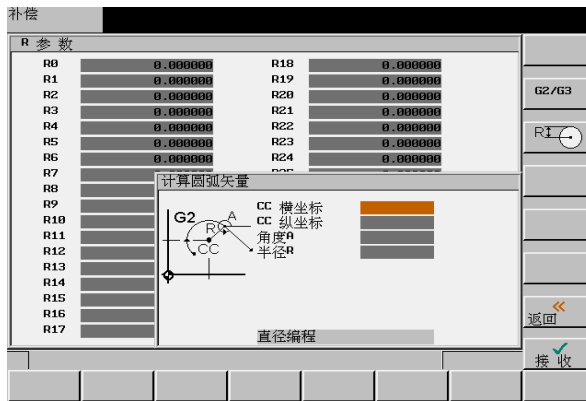 补偿
R 参 数
R0 0.000000 R18 0.000000
R1 0.000000 R19 0.000000
R2 0.000000 R20 0.000000
R3 0.000000 R21 0.000000
R4 0.000000 R22 0.000000
R5 0.000000 R23 0.000000
R6 0.000000 R24 0.000000
R7
R8
R9
R10
R11
R12
R13
R14
R15
R16
R17
计算圆弧矢量
G2 A
R
CC
CC 横坐标
CC 纵坐标
角度A
半径R
直径编程
G2/G3
R
返回
接 收